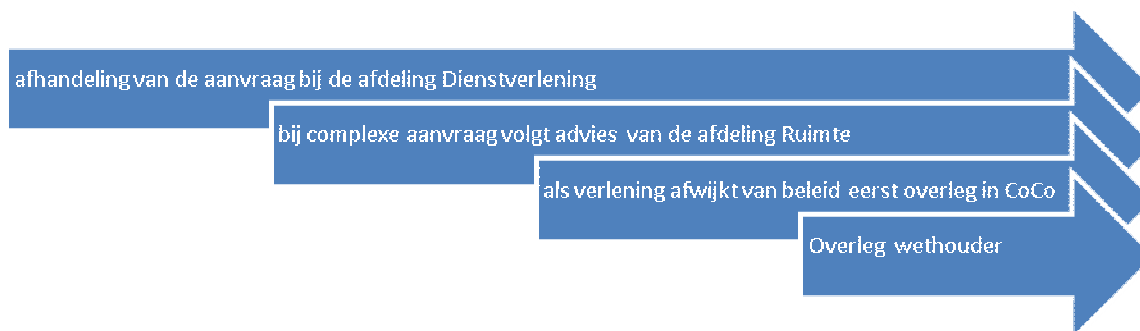 afhandeling van de aanvraag bij de afdeling Dienstverlening
bij complexe aanvraag volgt advies van de afdeling Ruimte
als verlening afwijkt van beleid eerst overleg in CoCo
Overleg wethouder